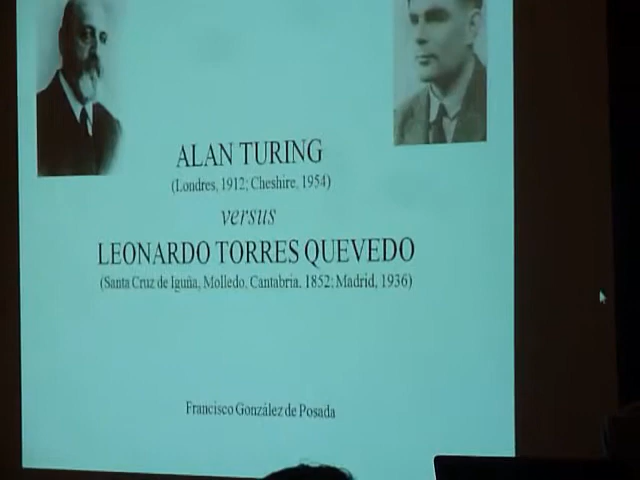 ALAN TURING
(Londres, 1912; Cheshire, 1954)
versus
LEONARDO TORRES QUEVEDO
(Santa Cruz de Iguña, Molledo, Cantabria, 1852; Madrid, 1936)
Francisco González de Posada